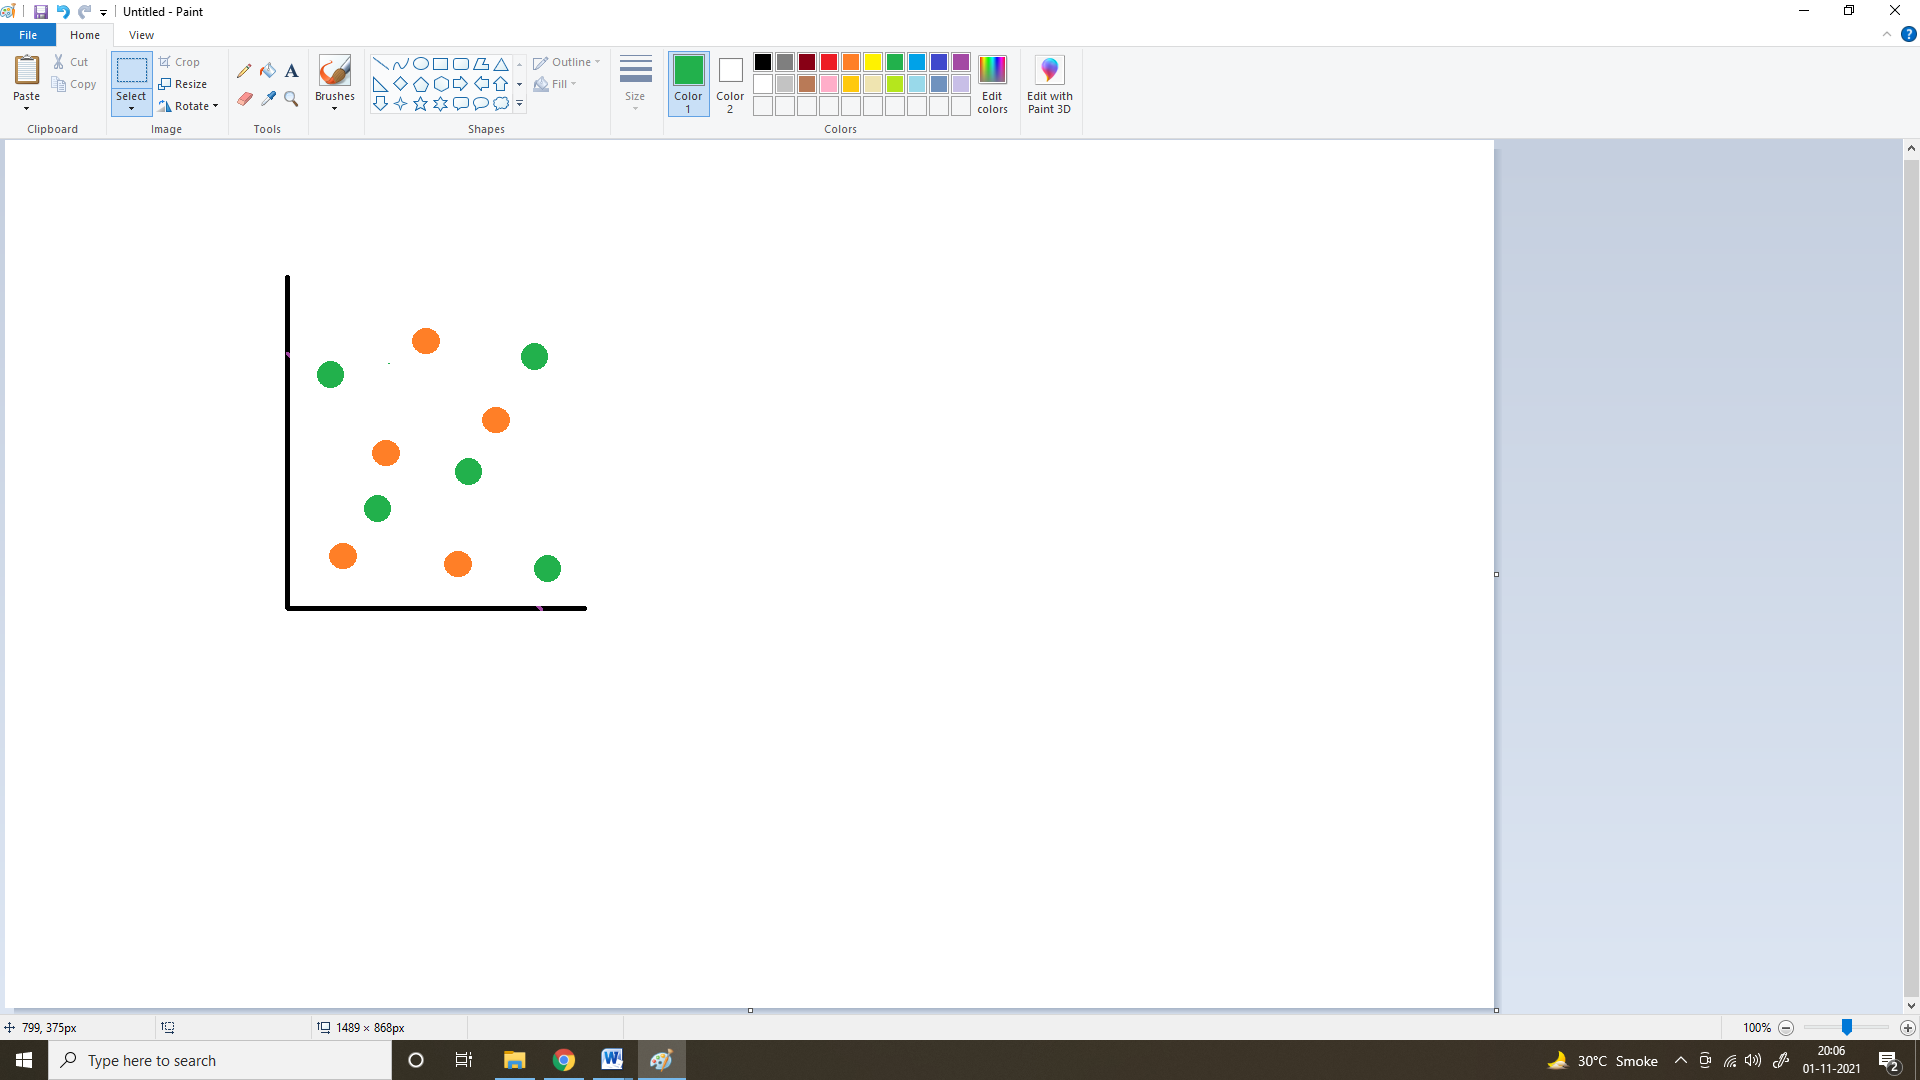 Untitled - Paint
File Home View
Paste
Cut
Copy
Clipboard
Select
Crop
Resize
Rotate
Image
A
Tools
Brushes
Shapes
Outline
Fill
Size
Color 1
Color 2
Edit colors
Colors
Edit with Paint 3D
799, 375px
1489 × 868px
100%
Type here to search
W
30°C Smoke
20:06
01-11-2021
2